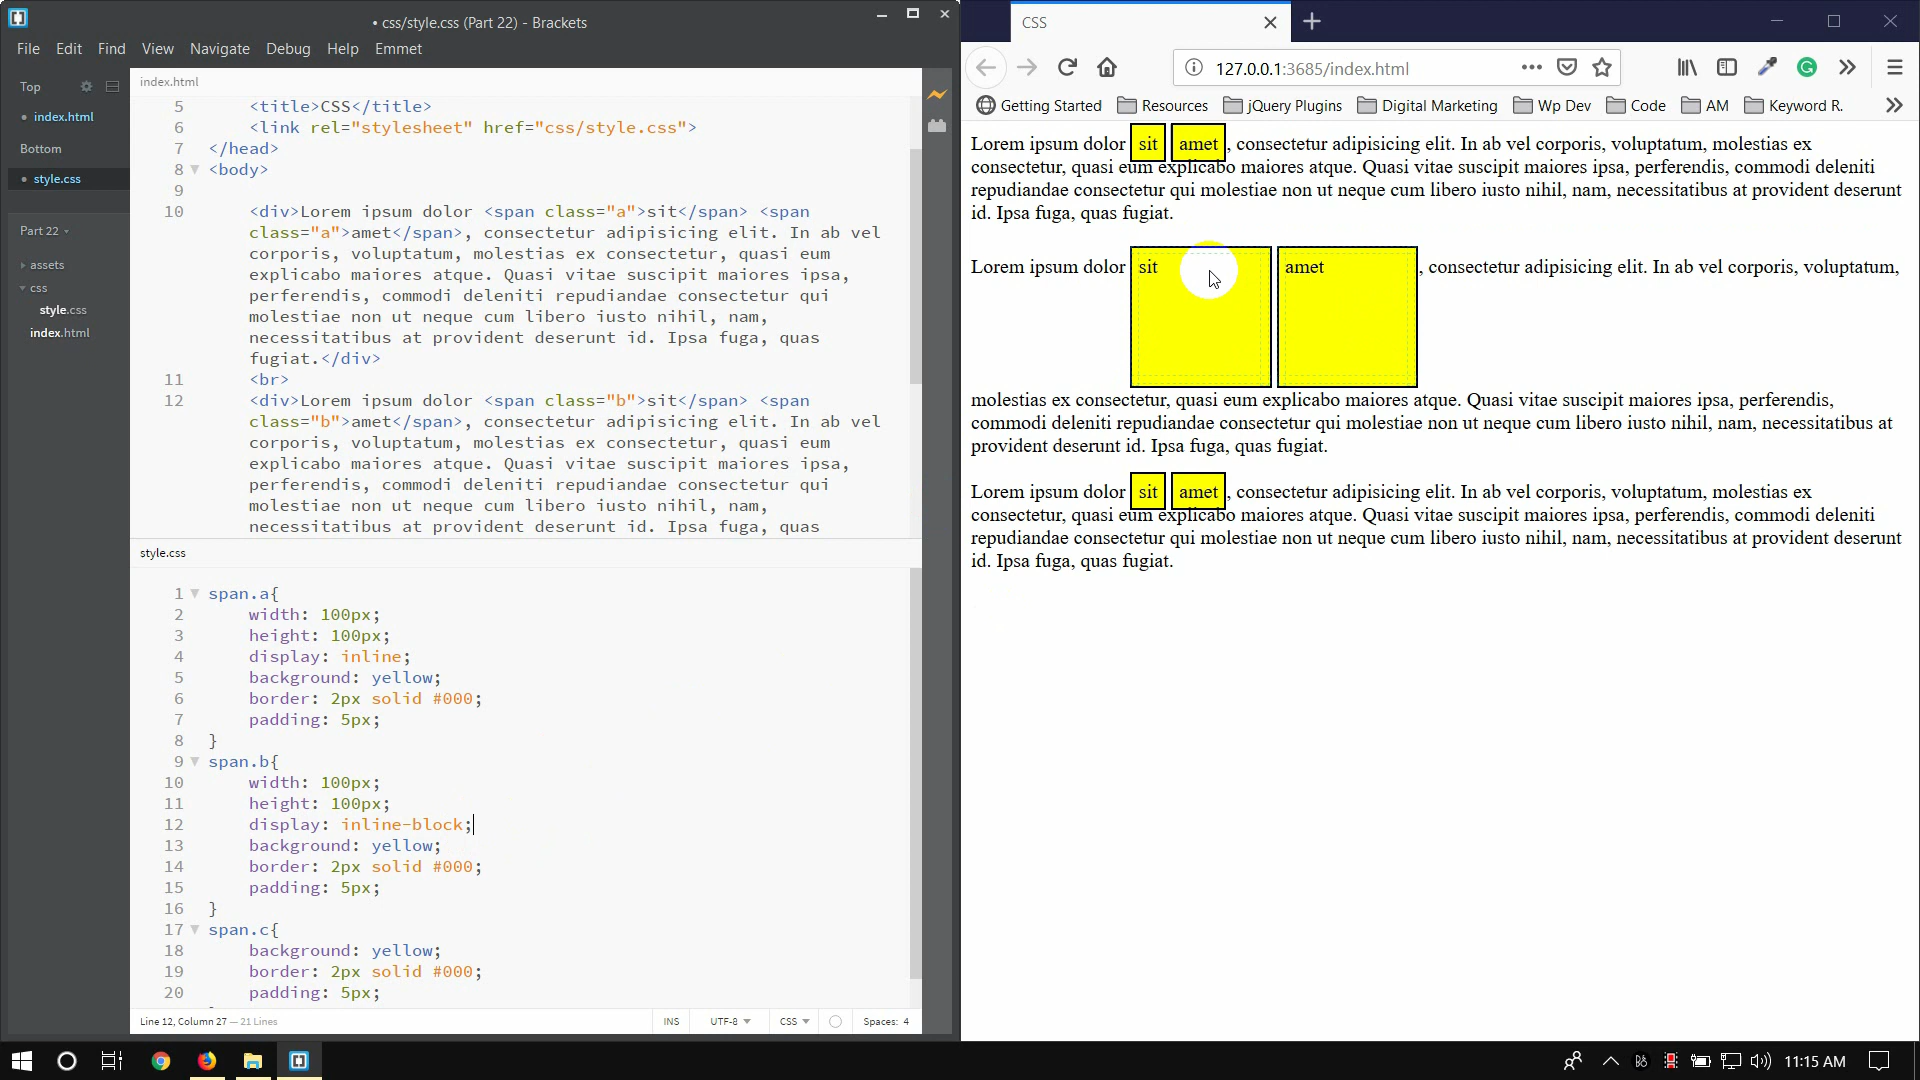 • css/style.css (Part 22) - Brackets
File Edit Find View Navigate Debug Help Emmet
Top
• index.html
Bottom
• style.css
Part 22
assets
css
style.css
index.html
index.html
5 <title>CSS</title>
6 <link rel="stylesheet" href="css/style.css">
7 </head>
8 <body>
9
10 <div>Lorem ipsum dolor <span class="a">sit</span> <span
class="a">amet</span>, consectetur adipisicing elit. In ab vel
corporis, voluptatum, molestias ex consectetur, quasi eum
explicabo maiores atque. Quasi vitae suscipit maiores ipsa,
perferendis, commodi deleniti repudiandae consectetur qui
molestiae non ut neque cum libero iusto nihil, nam,
necessitatibus at provident deserunt id. Ipsa fuga, quas
fugiat.</div>
11 <br>
12 <div>Lorem ipsum dolor <span class="b">sit</span> <span
class="b">amet</span>, consectetur adipisicing elit. In ab vel
corporis, voluptatum, molestias ex consectetur, quasi eum
explicabo maiores atque. Quasi vitae suscipit maiores ipsa,
perferendis, commodi deleniti repudiandae consectetur qui
molestiae non ut neque cum libero iusto nihil, nam,
necessitatibus at provident deserunt id. Ipsa fuga, quas
style.css
1 span.a{
2 width: 100px;
3 height: 100px;
4 display: inline;
5 background: yellow;
6 border: 2px solid #000;
7 padding: 5px;
8 }
9 span.b{
10 width: 100px;
11 height: 100px;
12 display: inline-block;
13 background: yellow;
14 border: 2px solid #000;
15 padding: 5px;
16 }
17 span.c{
18 background: yellow;
19 border: 2px solid #000;
20 padding: 5px;
Line 12, Column 27 — 21 Lines
INS UTF-8 CSS Spaces: 4
CSS
127.0.0.1:3685/index.html
Getting Started Resources jQuery Plugins Digital Marketing Wp Dev Code AM Keyword R.
Lorem ipsum dolor sit amet, consectetur adipisicing elit. In ab vel corporis, voluptatum, molestias ex
consectetur, quasi eum explicabo maiores atque. Quasi vitae suscipit maiores ipsa, perferendis, commodi deleniti
repudiandae consectetur qui molestiae non ut neque cum libero iusto nihil, nam, necessitatibus at provident deserunt
id. Ipsa fuga, quas fugiat.
Lorem ipsum dolor sit amet, consectetur adipisicing elit. In ab vel corporis, voluptatum,
molestias ex consectetur, quasi eum explicabo maiores atque. Quasi vitae suscipit maiores ipsa, perferendis,
commodi deleniti repudiandae consectetur qui molestiae non ut neque cum libero iusto nihil, nam, necessitatibus at
provident deserunt id. Ipsa fuga, quas fugiat.
Lorem ipsum dolor sit amet, consectetur adipisicing elit. In ab vel corporis, voluptatum, molestias ex
consectetur, quasi eum explicabo maiores atque. Quasi vitae suscipit maiores ipsa, perferendis, commodi deleniti
repudiandae consectetur qui molestiae non ut neque cum libero iusto nihil, nam, necessitatibus at provident deserunt
id. Ipsa fuga, quas fugiat.
11:15 AM